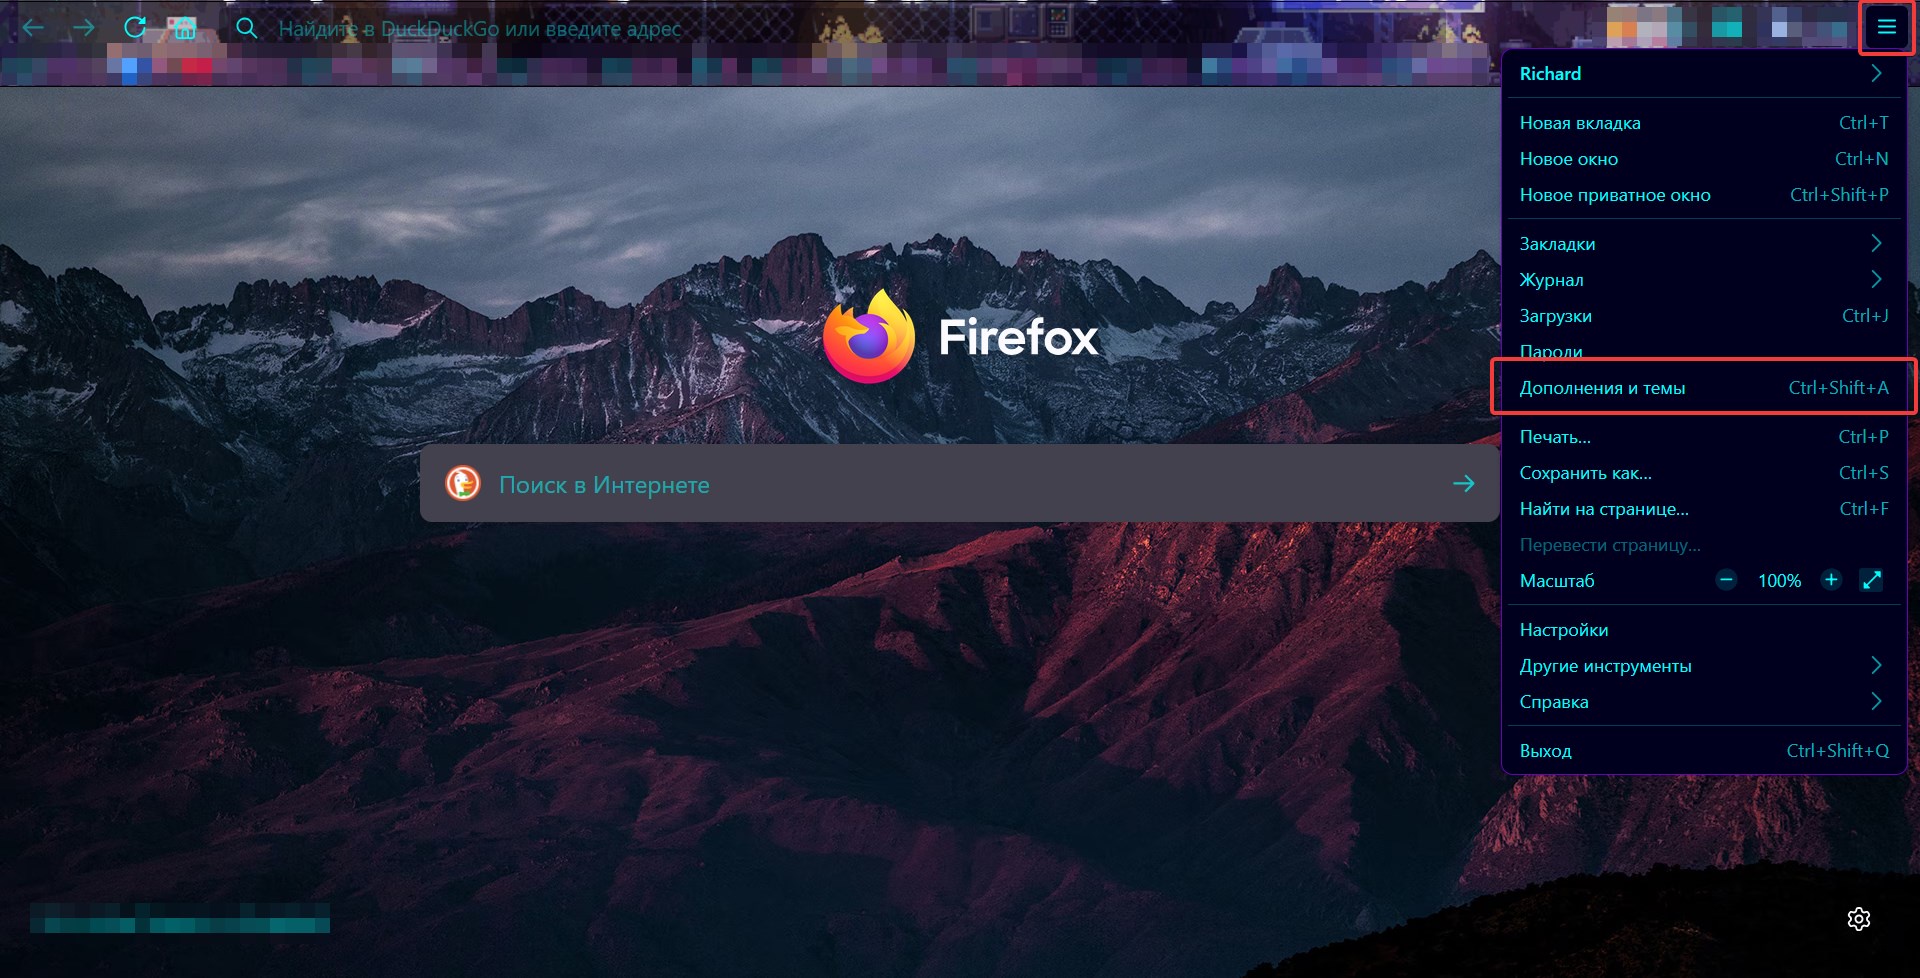 Найдите в DuckDuckGo или введите адрес
Firefox
Поиск в Интернете
Richard
Новая вкладка Ctrl+T
Новое окно Ctrl+N
Новое приватное окно Ctrl+Shift+P
Закладки
Журнал
Загрузки Ctrl+J
Пароли
Дополнения и темы Ctrl+Shift+A
Печать... Ctrl+P
Сохранить как... Ctrl+S
Найти на странице... Ctrl+F
Перевести страницу...
Масштаб − 100% +
Настройки
Другие инструменты
Справка
Выход Ctrl+Shift+Q